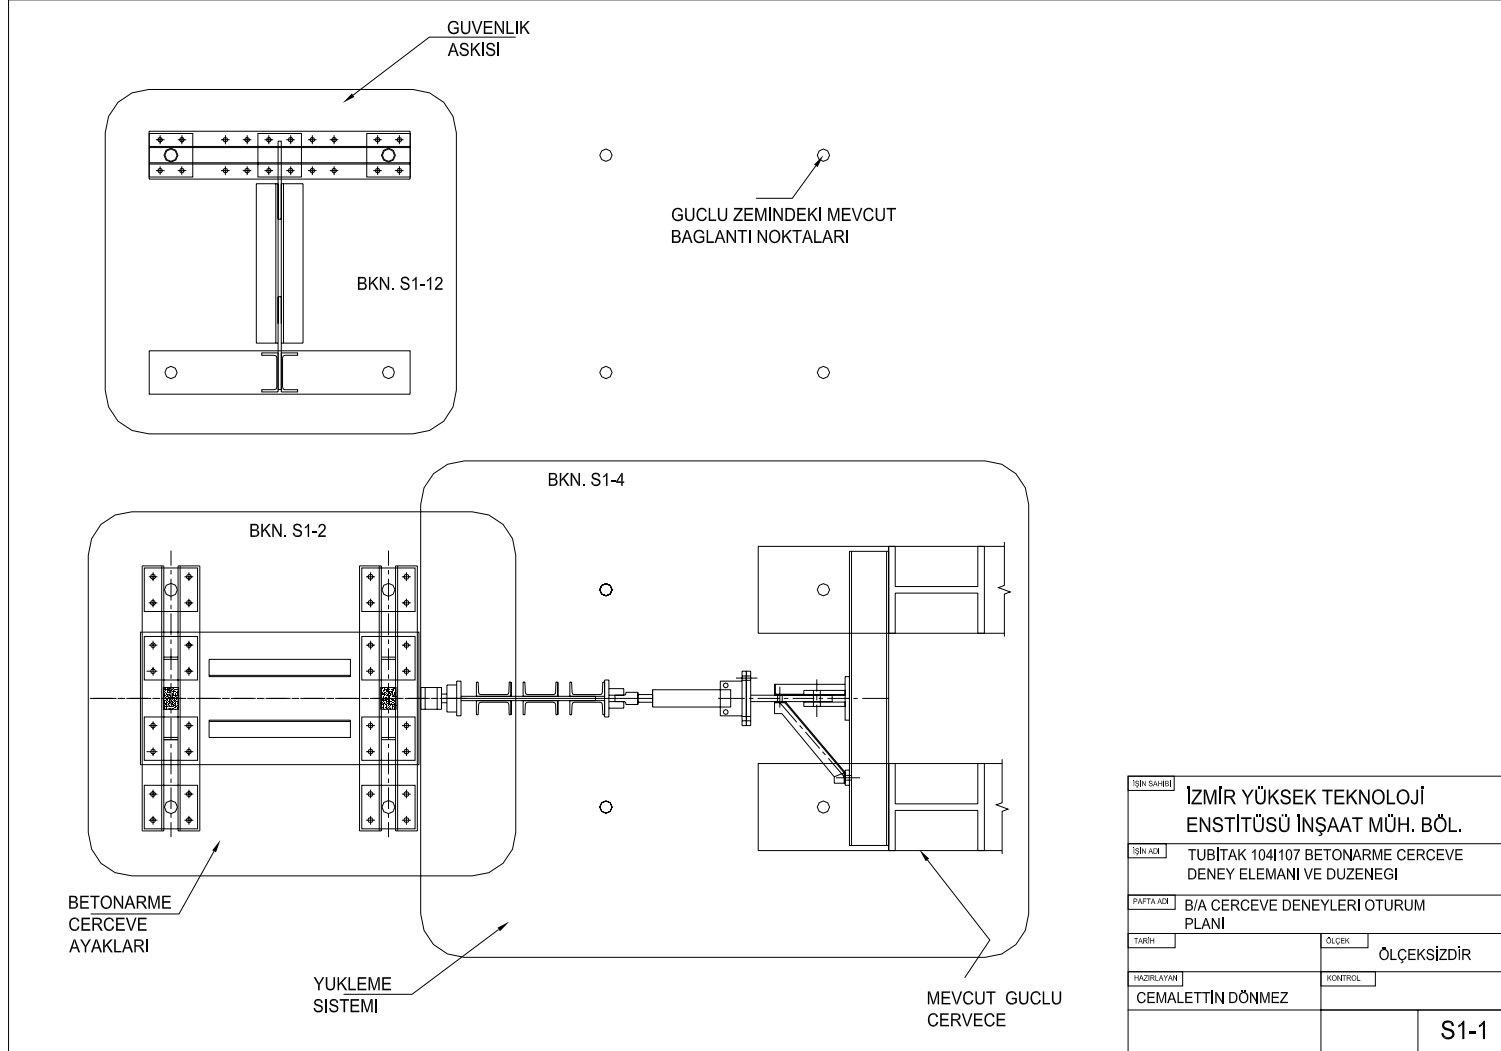 GUVENLIK
ASKISI
BKN. S1-12
GUCLU ZEMİNDEKİ MEVCUT
BAGLANTI NOKTALARI
BKN. S1-4
BKN. S1-2
BETONARME
CERCEVE
AYAKLARI
YUKLEME
SISTEMI
MEVCUT GUCLU
CERVECE
İŞİN SAHİBİ
İZMİR YÜKSEK TEKNOLOJİ
ENSTİTÜSÜ İNŞAAT MÜH. BÖL.
İŞİN ADI
TUBİTAK 104I107 BETONARME CERCEVE
DENEY ELEMANI VE DUZENEGI
PAFTA ADI
B/A CERCEVE DENEYLERI OTURUM
PLANI
TARİH
ÖLÇEK
ÖLÇEKSİZDİR
HAZIRLAYAN
KONTROL
CEMALETTİN DÖNMEZ
S1-1